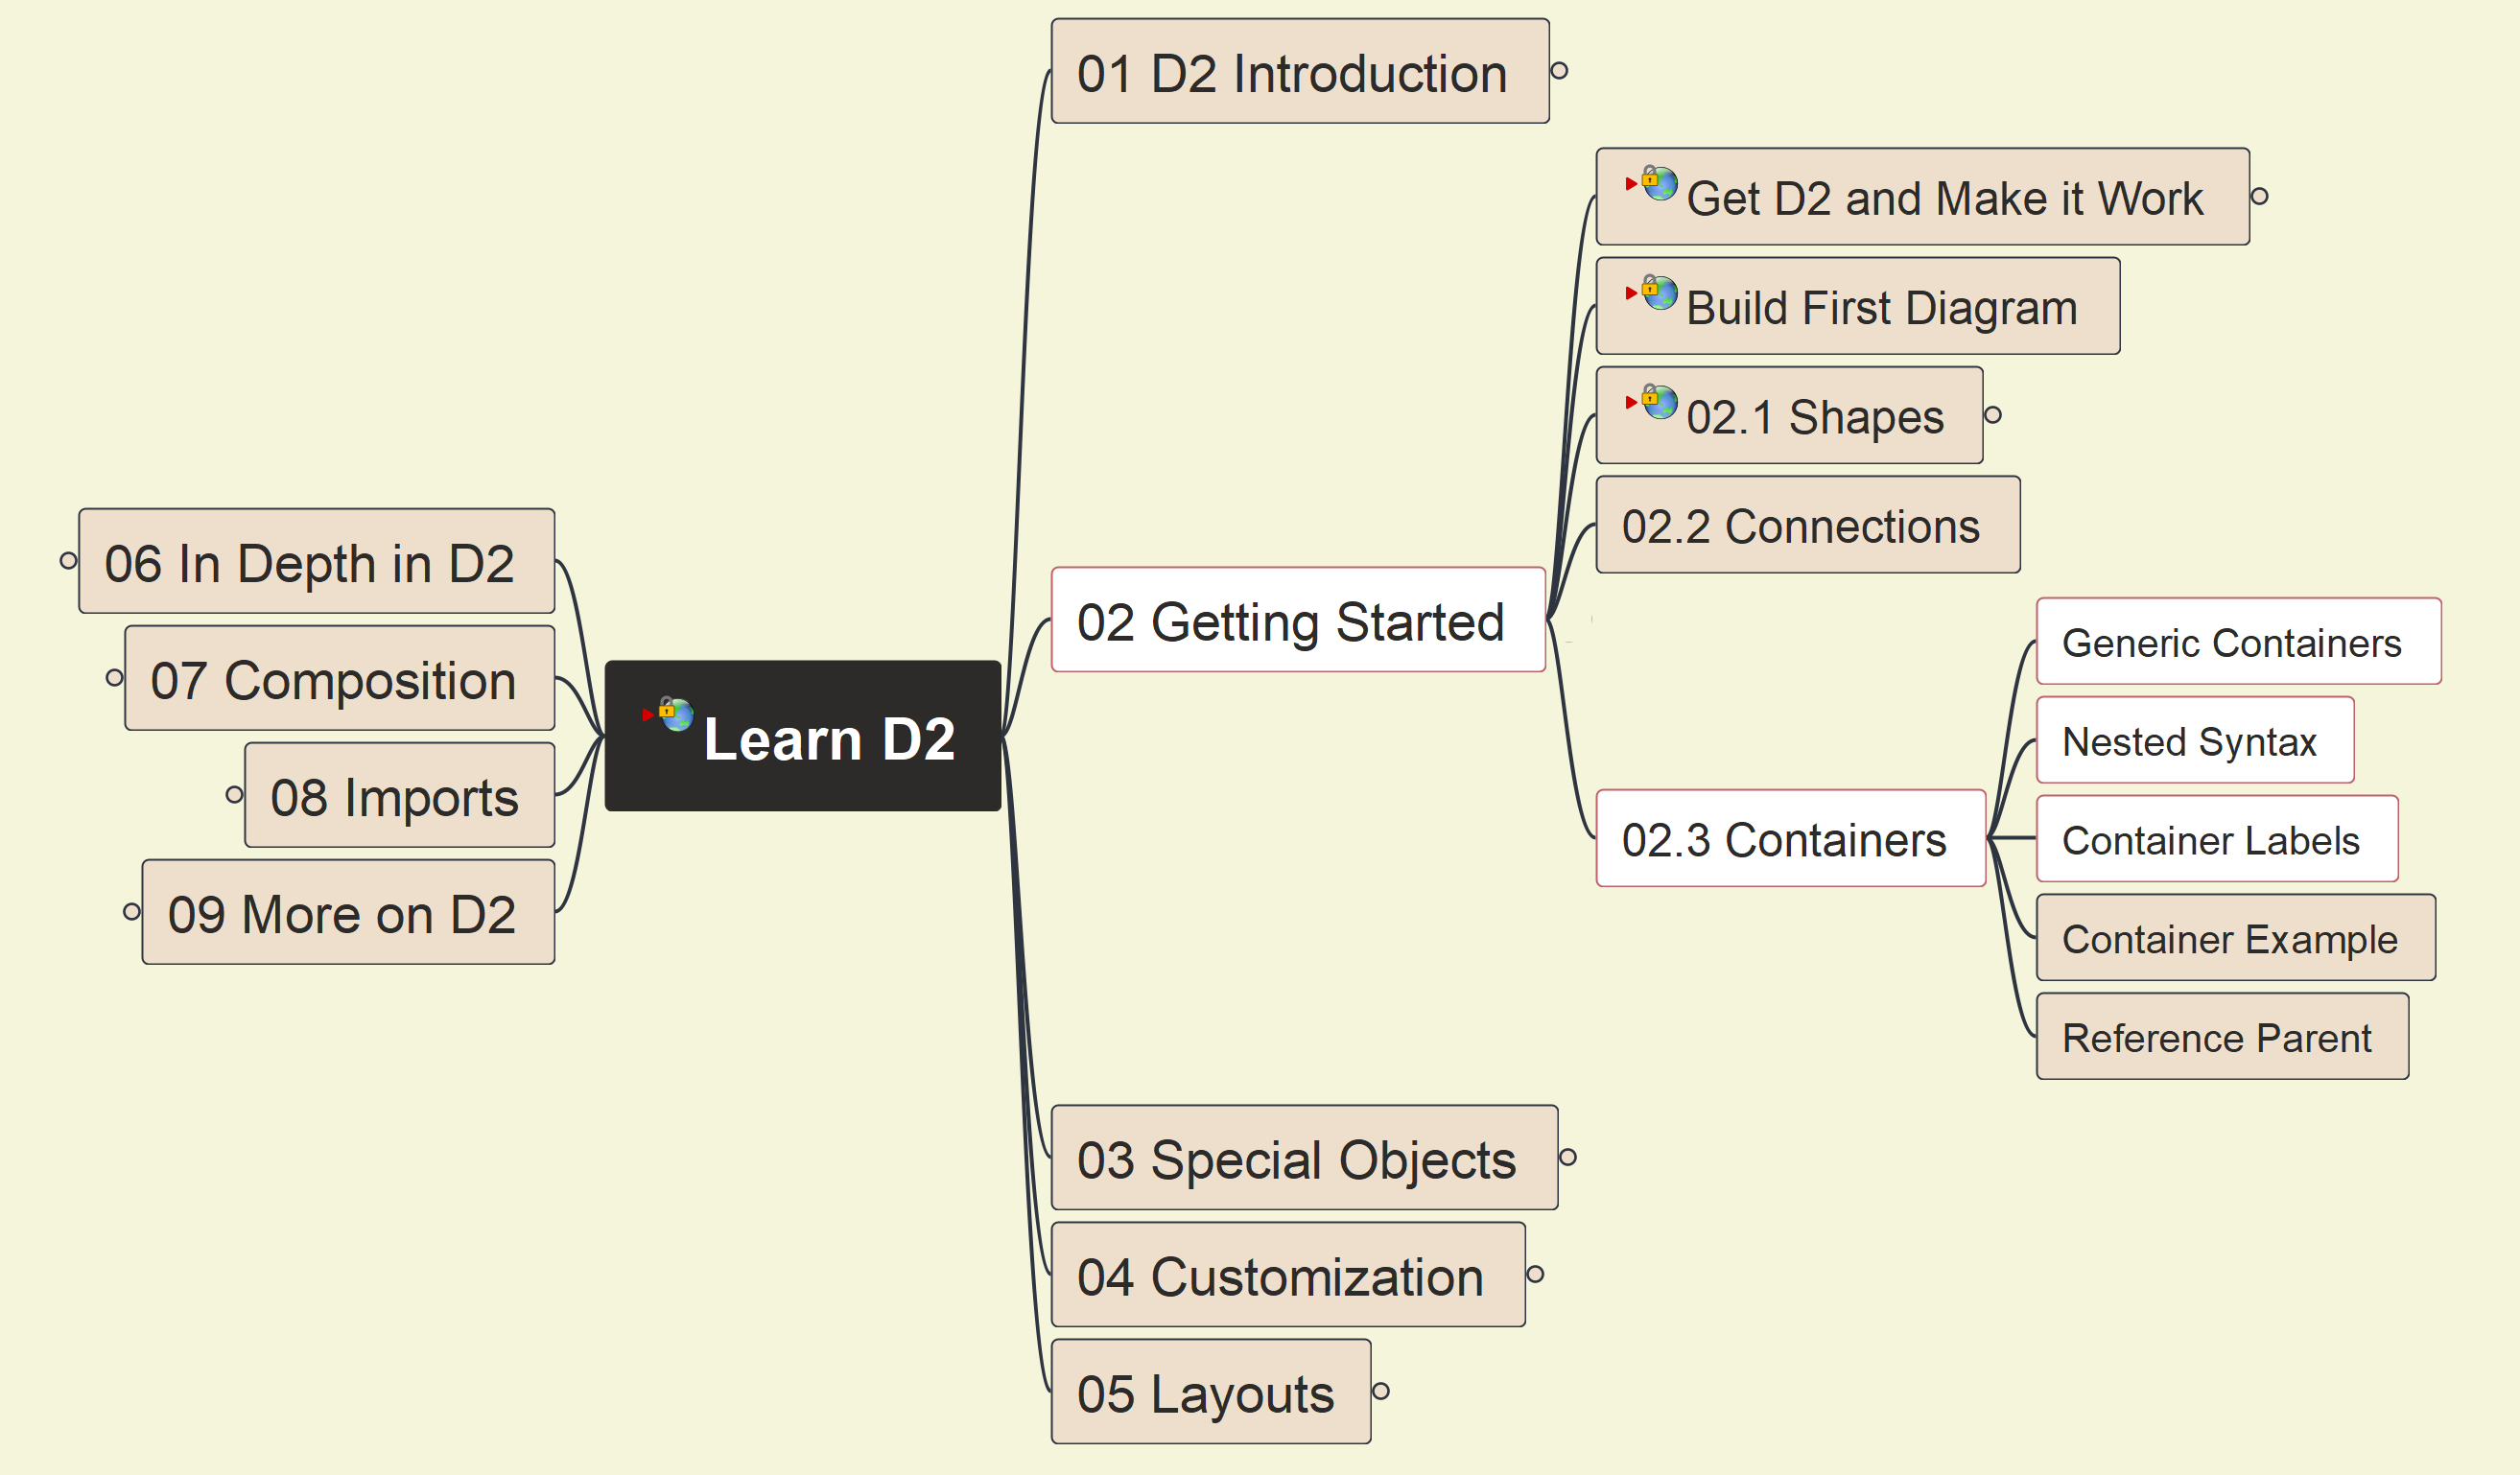 Learn D2
01 D2 Introduction
02 Getting Started
Get D2 and Make it Work
Build First Diagram
02.1 Shapes
02.2 Connections
02.3 Containers
Generic Containers
Nested Syntax
Container Labels
Container Example
Reference Parent
03 Special Objects
04 Customization
05 Layouts
06 In Depth in D2
07 Composition
08 Imports
09 More on D2